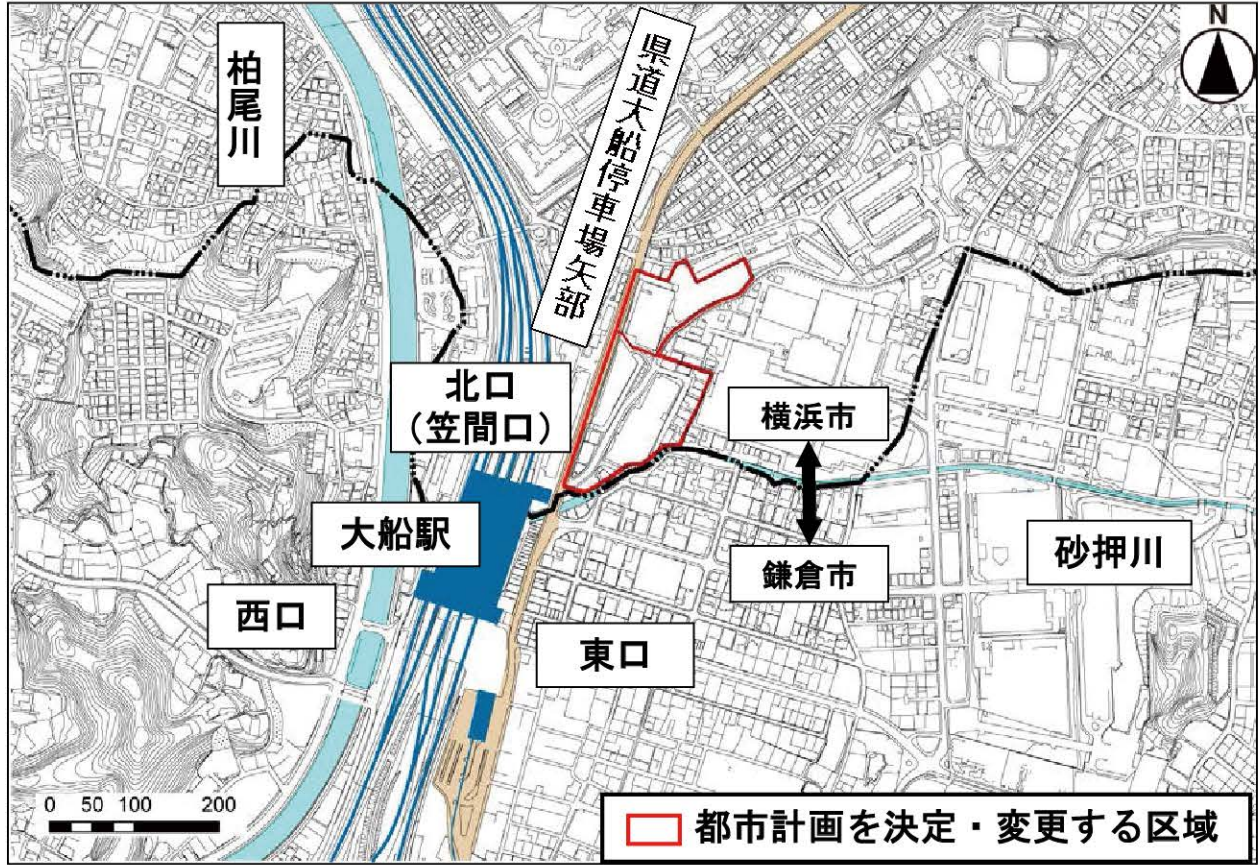 N
柏尾川
県道大船停車場矢部
北口
(笠間口)
横浜市
大船駅
鎌倉市
砂押川
西口
東口
0 50 100 200
都市計画を決定・変更する区域